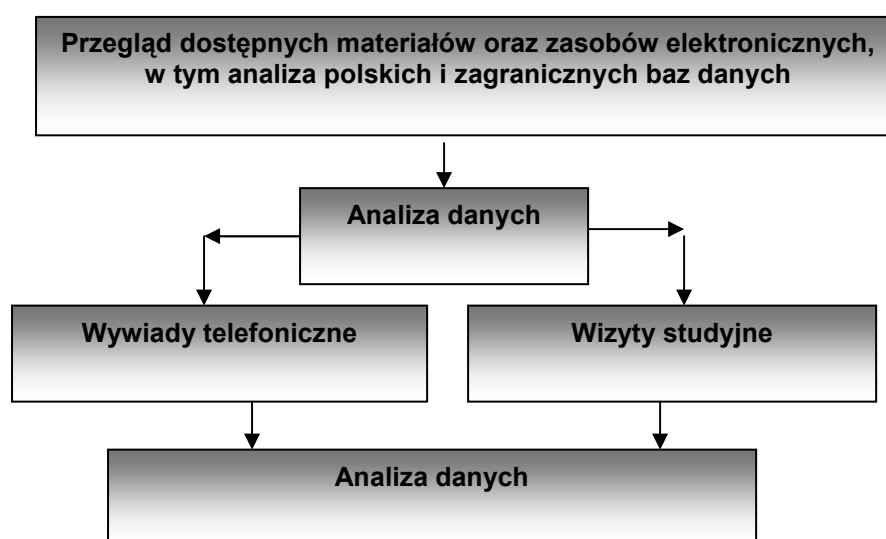 Przegląd dostępnych materiałów oraz zasobów elektronicznych,
w tym analiza polskich i zagranicznych baz danych
Analiza danych
Wywiady telefoniczne
Wizyty studyjne
Analiza danych